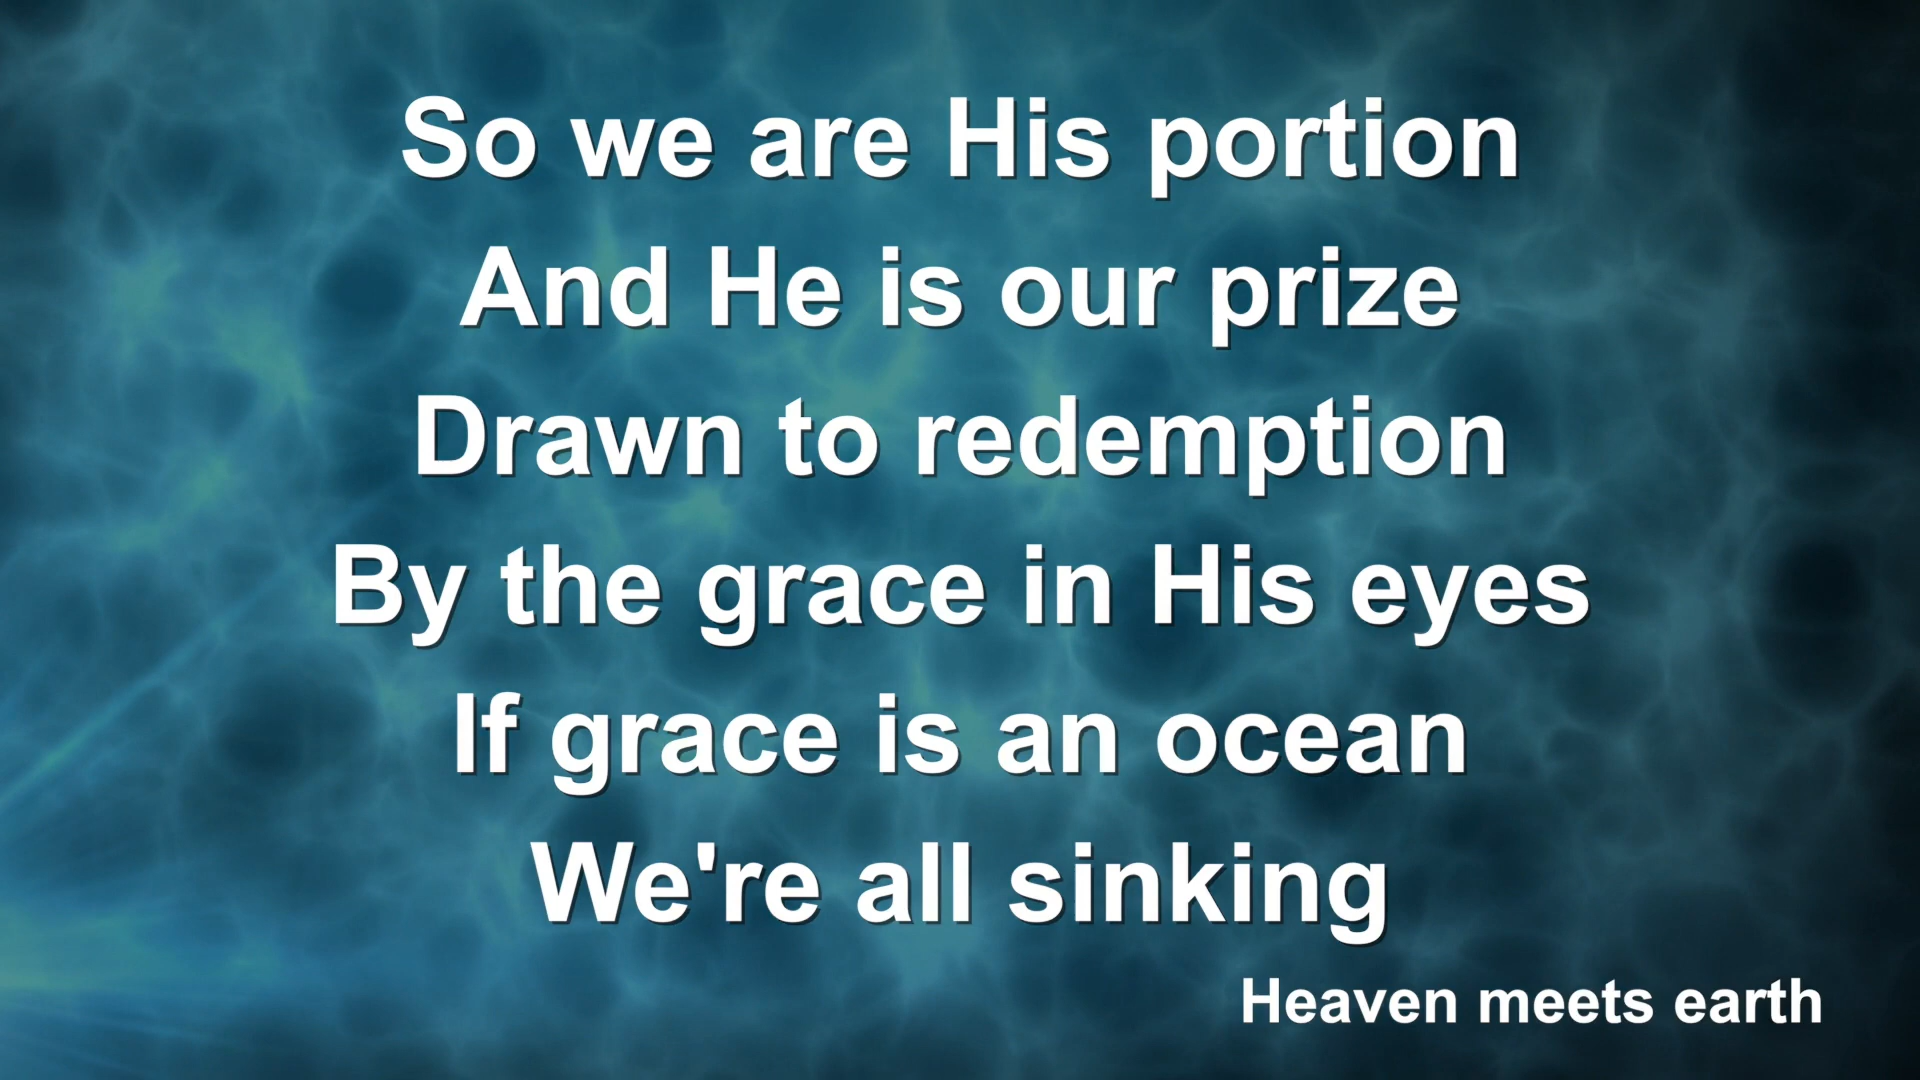 So we are His portion
And He is our prize
Drawn to redemption
By the grace in His eyes
If grace is an ocean
We're all sinking
Heaven meets earth